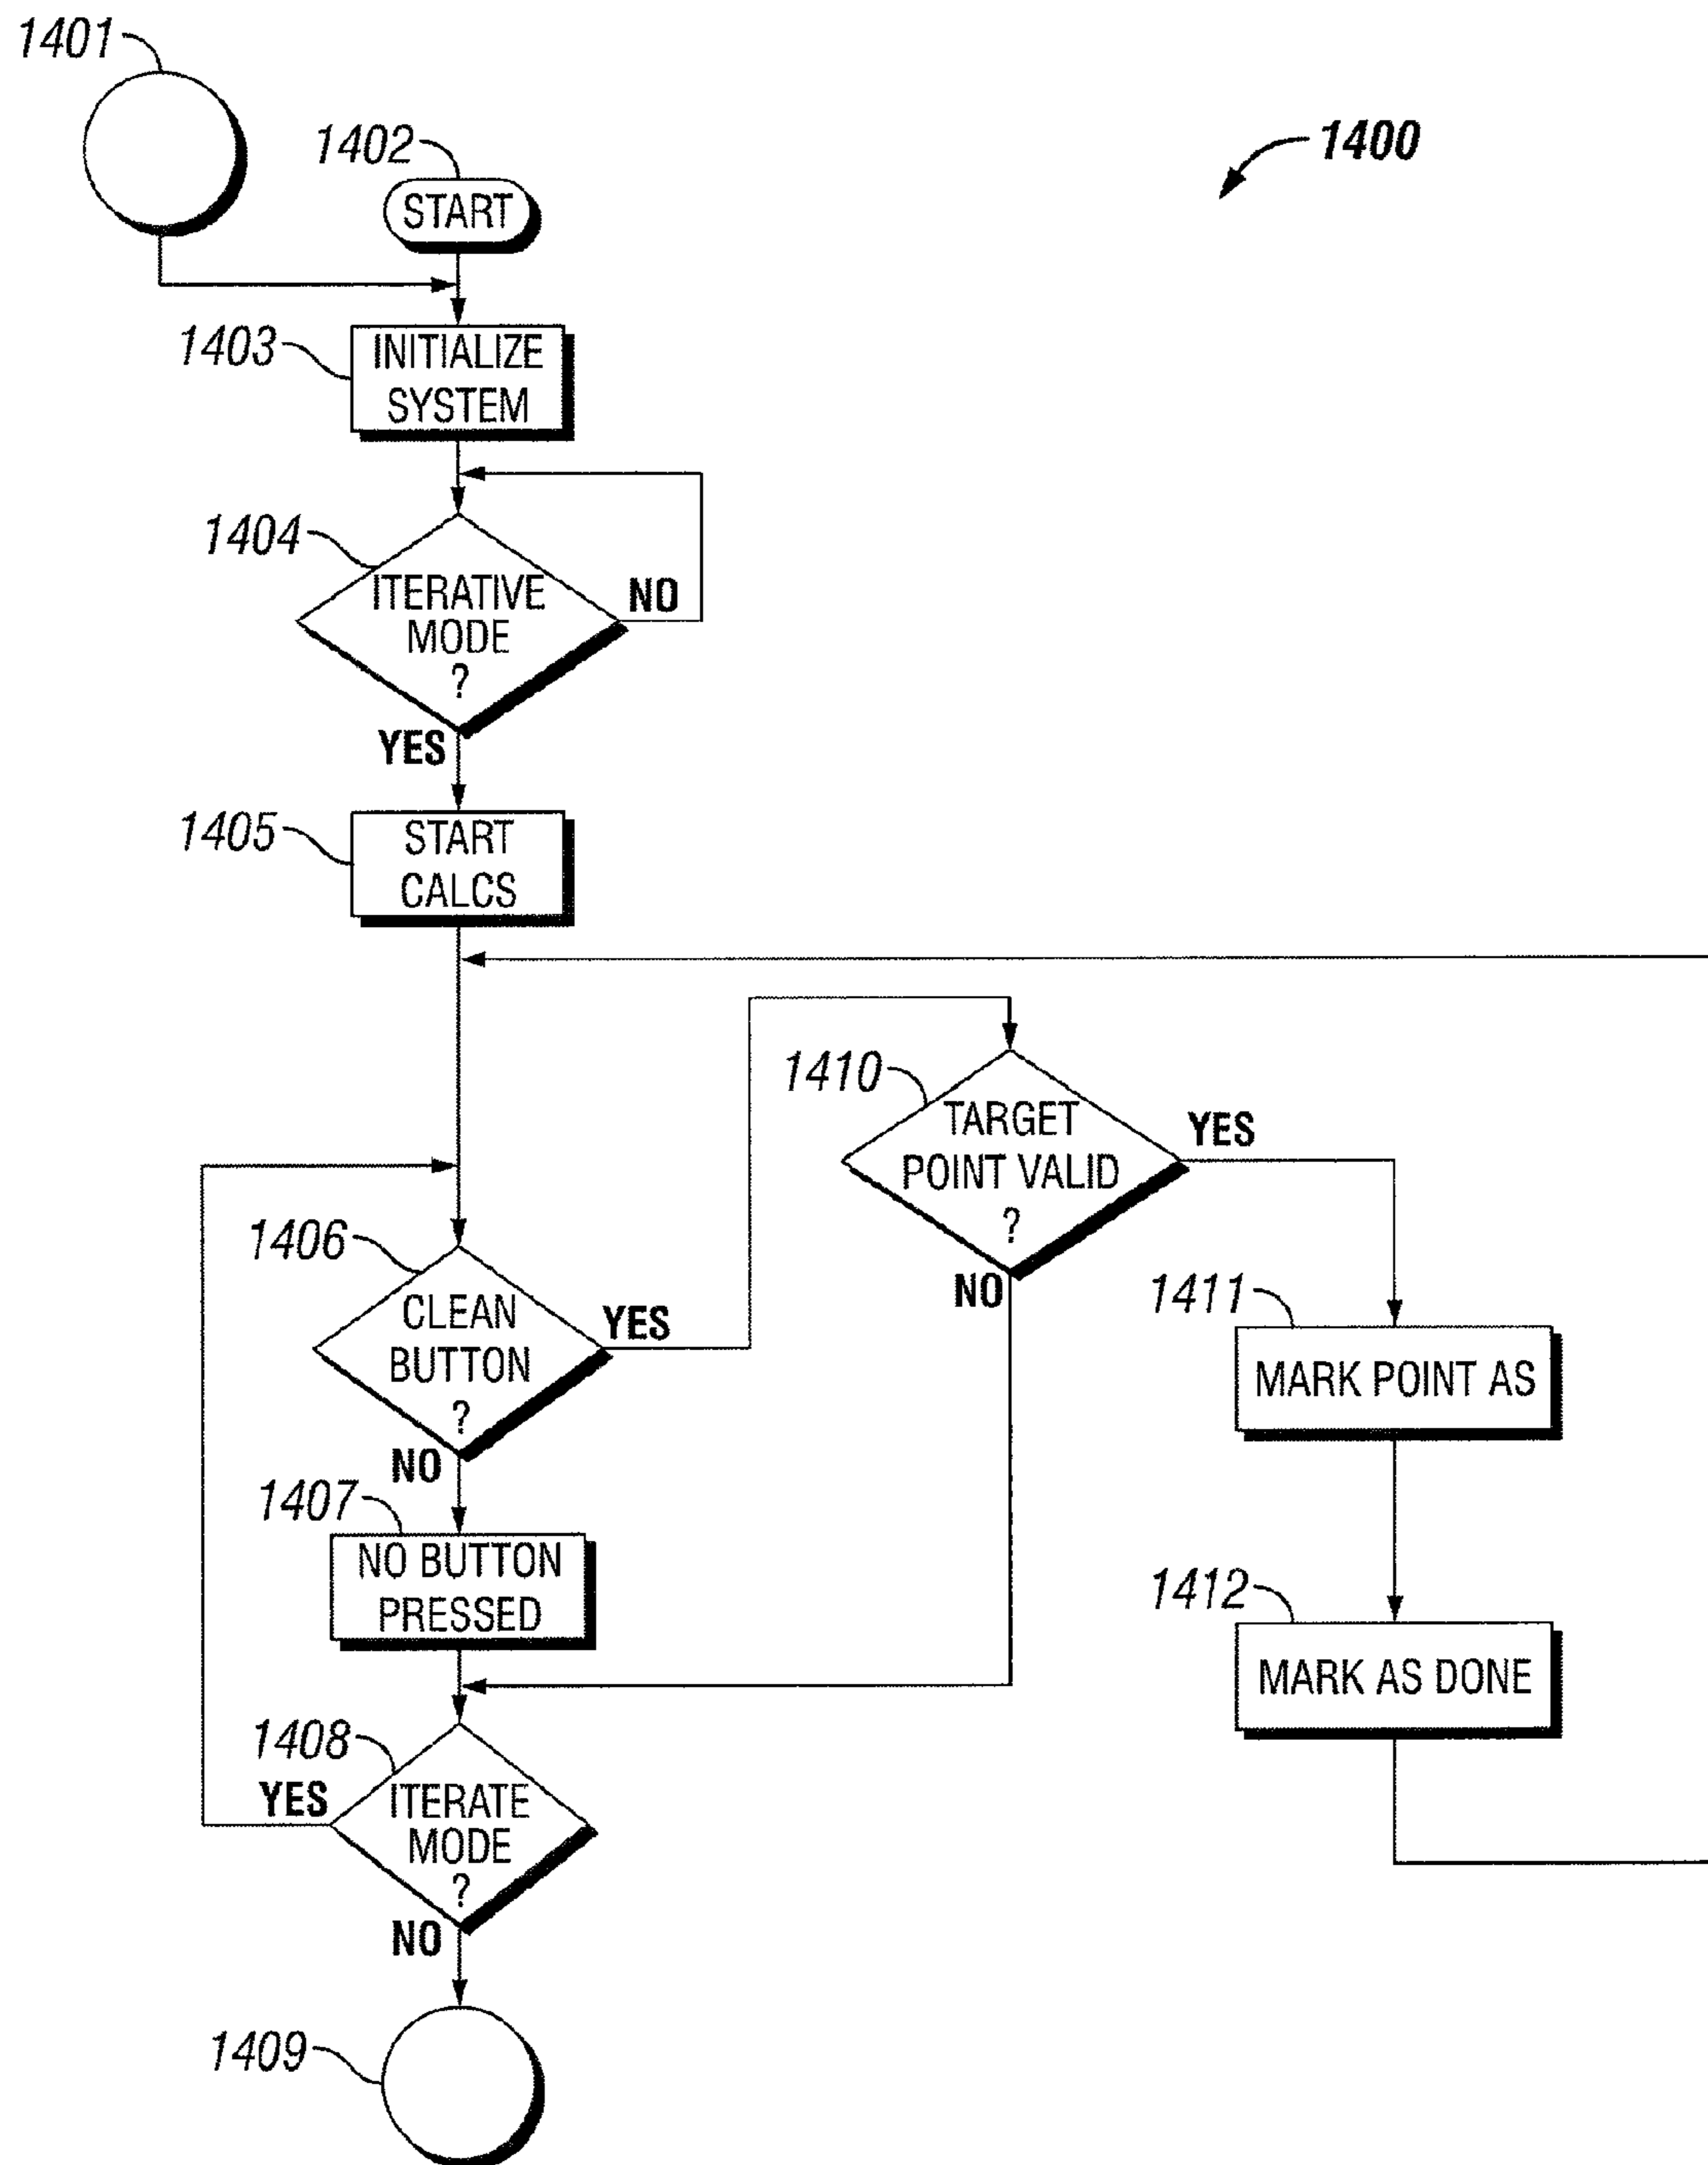 1401
1402
START
1400
1403
INITIALIZE
SYSTEM
1404
ITERATIVE
MODE
?
NO
YES
1405
START
CALCS
1410
TARGET
POINT VALID
?
YES
NO
1406
CLEAN
BUTTON
?
YES
NO
1411
MARK POINT AS
1407
NO BUTTON
PRESSED
1412
MARK AS DONE
1408
YES
ITERATE
MODE
?
NO
1409